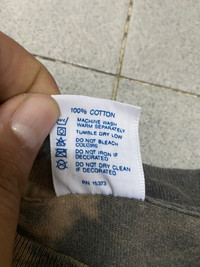 100% COTTON
MACHINE WASH
WARM SEPARATELY
TUMBLE DRY LOW
DO NOT BLEACH
COLORS
DO NOT IRON IF
DECORATED
DO NOT DRY CLEAN
IF DECORATED
RN 15373